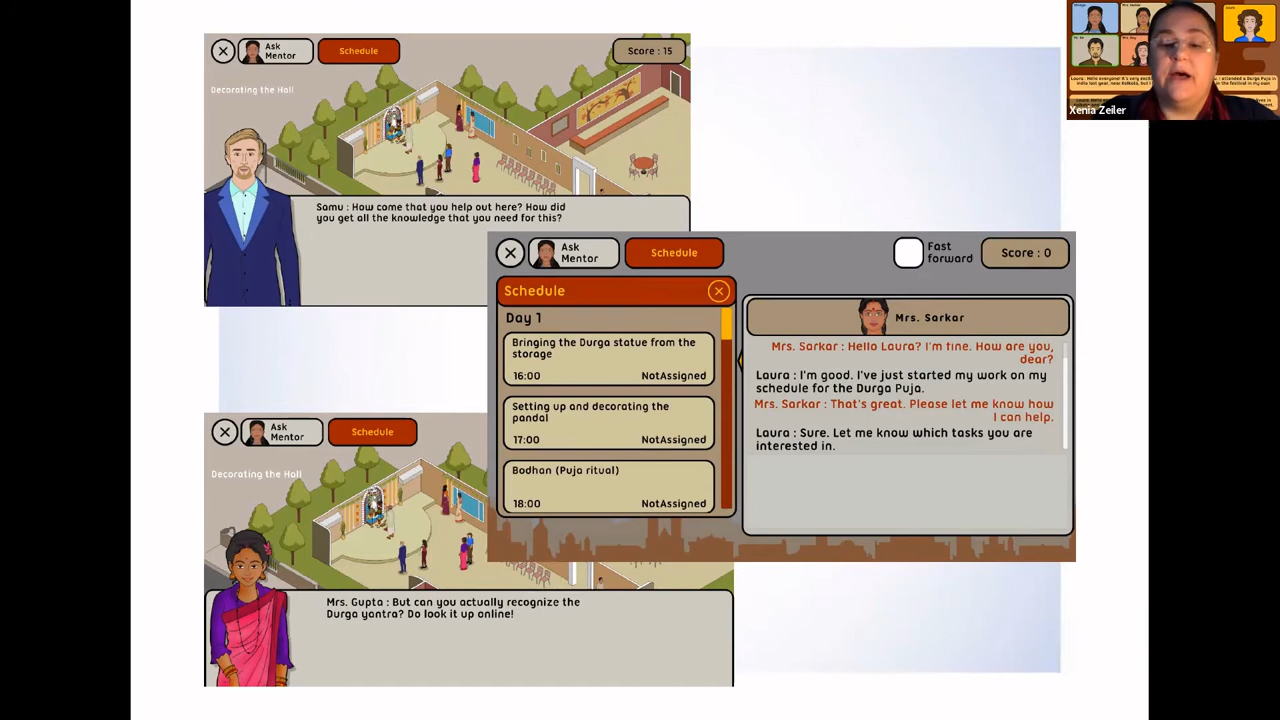 Ask
Mentor
Schedule
Score : 15
Decorating the Hall
Samu : How come that you help out here? How did
you get all the knowledge that you need for this?
Ask
Mentor
Schedule
Fast
forward
Score : 0
Schedule
Day 1
Bringing the Durga statue from the
storage
16:00 NotAssigned
Setting up and decorating the
pandal
17:00 NotAssigned
Bodhan (Puja ritual)
18:00 NotAssigned
Mrs. Sarkar
Mrs. Sarkar : Hello Laura? I'm fine. How are you,
dear?
Laura : I'm good. I've just started my work on my
schedule for the Durga Puja.
Mrs. Sarkar : That's great. Please let me know how
I can help.
Laura : Sure. Let me know which tasks you are
interested in.
Ask
Mentor
Schedule
Decorating the Hall
Mrs. Gupta : But can you actually recognize the
Durga yantra? Do look it up online!
Xenia Zeiler